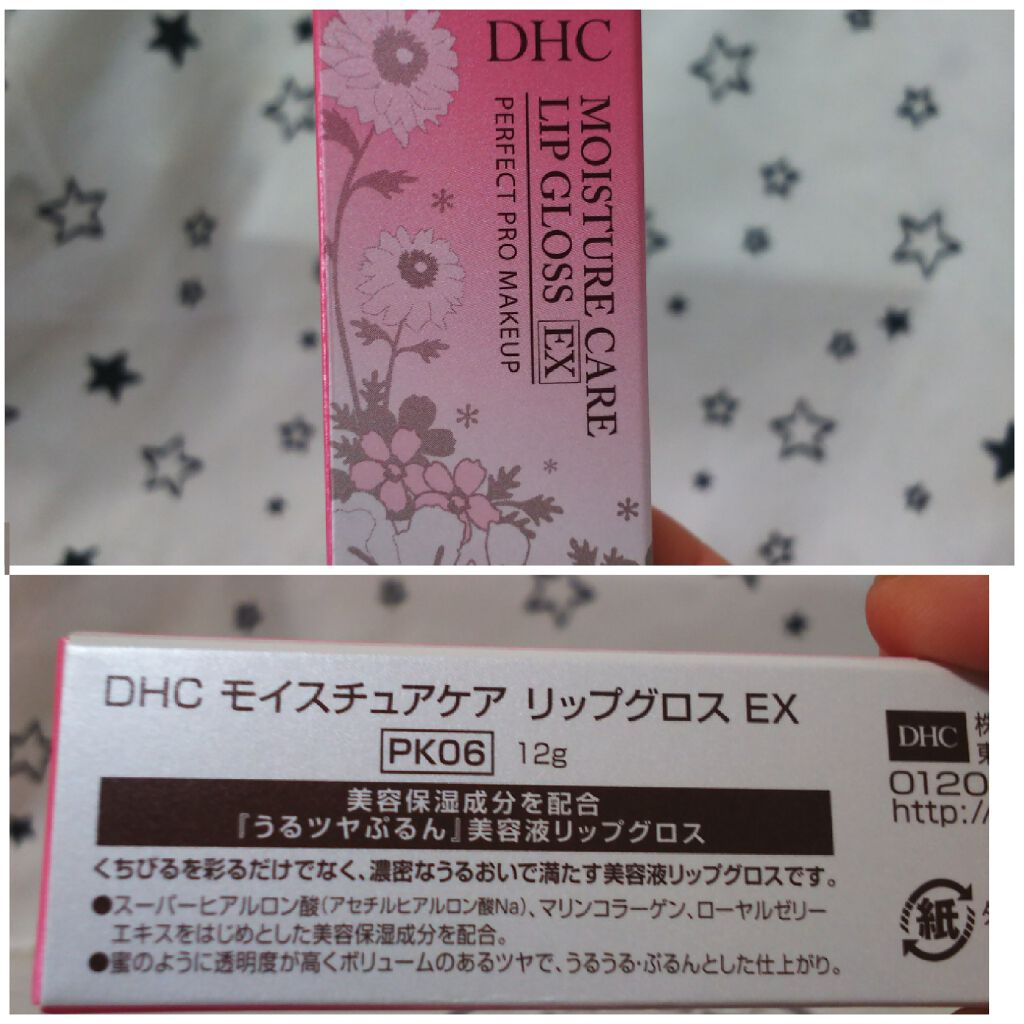 DHC
MOISTURE CARE
LIP GLOSS EX
PERFECT PRO MAKEUP
DHC モイスチュアケア リップグロス EX
PK06 12g
美容保湿成分を配合
『うるツヤぷるん』美容液リップグロス
くちびるを彩るだけでなく、濃密なうるおいで満たす美容液リップグロスです。
●スーパーヒアルロン酸(アセチルヒアルロン酸Na)、マリンコラーゲン、ローヤルゼリー
エキスをはじめとした美容保湿成分を配合。
●蜜のように透明度が高くボリュームのあるツヤで、うるうる・ぷるんとした仕上がり。
DHC 株
東
0120
http:/
紙